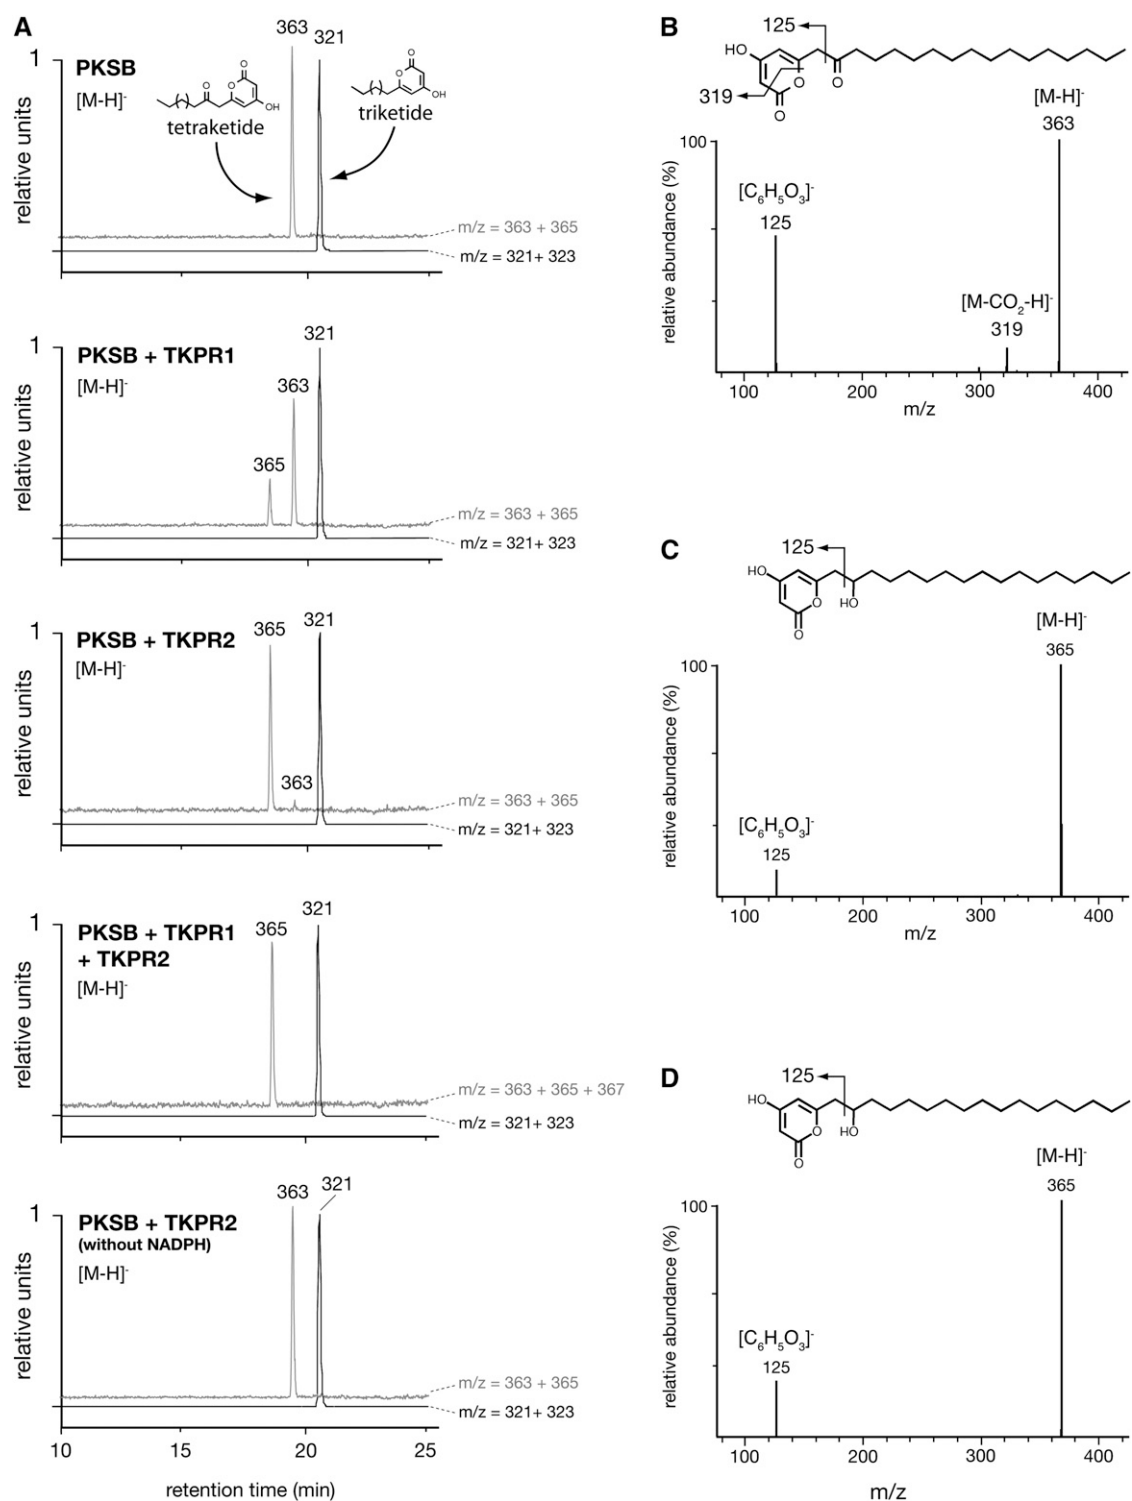 A
363
321
1
PKSB
[M-H]-
O
O
O
OH
tetraketide
O
O
OH
triketide
relative units
m/z = 363 + 365
m/z = 321+ 323
321
1
PKSB + TKPR1
[M-H]-
363
365
relative units
m/z = 363 + 365
m/z = 321+ 323
365
321
1
PKSB + TKPR2
[M-H]-
363
relative units
m/z = 363 + 365
m/z = 321+ 323
365
321
1
PKSB + TKPR1
+ TKPR2
[M-H]-
relative units
m/z = 363 + 365 + 367
m/z = 321+ 323
363
321
1
PKSB + TKPR2
(without NADPH)
[M-H]-
relative units
m/z = 363 + 365
m/z = 321+ 323
10 15 20 25
retention time (min)
B
125
HO
O
O
O
319
[M-H]-
363
100
[C6H5O3]-
125
[M-CO2-H]-
319
relative abundance (%)
100 200 300 400
m/z
C
125
HO
O
HO
O
[M-H]-
365
100
[C6H5O3]-
125
relative abundance (%)
100 200 300 400
m/z
D
125
HO
O
HO
O
[M-H]-
365
100
[C6H5O3]-
125
relative abundance (%)
100 200 300 400
m/z